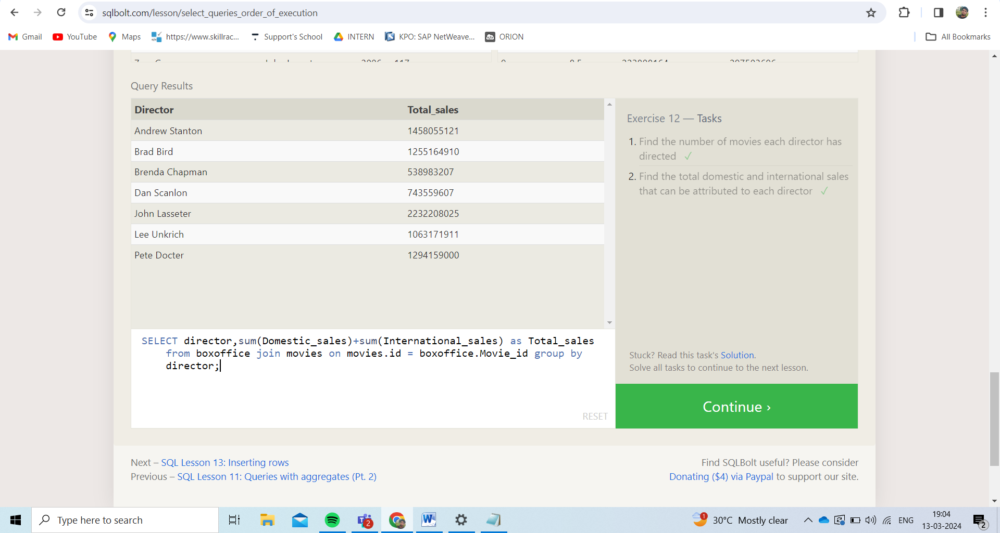 sqlbolt.com/lesson/select_queries_order_of_execution
Gmail YouTube Maps https://www.skillrac... Support's School INTERN KPO: SAP NetWeave... ORION All Bookmarks
Query Results
Director Total_sales
Andrew Stanton 1458055121
Brad Bird 1255164910
Brenda Chapman 538983207
Dan Scanlon 743559607
John Lasseter 2232208025
Lee Unkrich 1063171911
Pete Docter 1294159000
SELECT director,sum(Domestic_sales)+sum(International_sales) as Total_sales
from boxoffice join movies on movies.id = boxoffice.Movie_id group by
director;
RESET
Exercise 12 — Tasks
1. Find the number of movies each director has
directed ✓
2. Find the total domestic and international sales
that can be attributed to each director ✓
Stuck? Read this task's Solution.
Solve all tasks to continue to the next lesson.
Continue ›
Next – SQL Lesson 13: Inserting rows
Previous – SQL Lesson 11: Queries with aggregates (Pt. 2)
Find SQLBolt useful? Please consider
Donating ($4) via Paypal to support our site.
Type here to search
2
1
30°C Mostly clear
ENG
19:04
13-03-2024
2